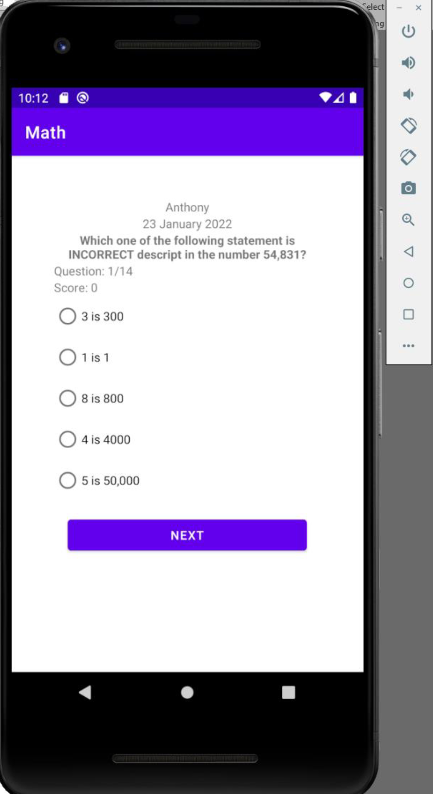 Select
ng
10:12
Math
Anthony
23 January 2022
Which one of the following statement is
INCORRECT descript in the number 54,831?
Question: 1/14
Score: 0
3 is 300
1 is 1
8 is 800
4 is 4000
5 is 50,000
NEXT